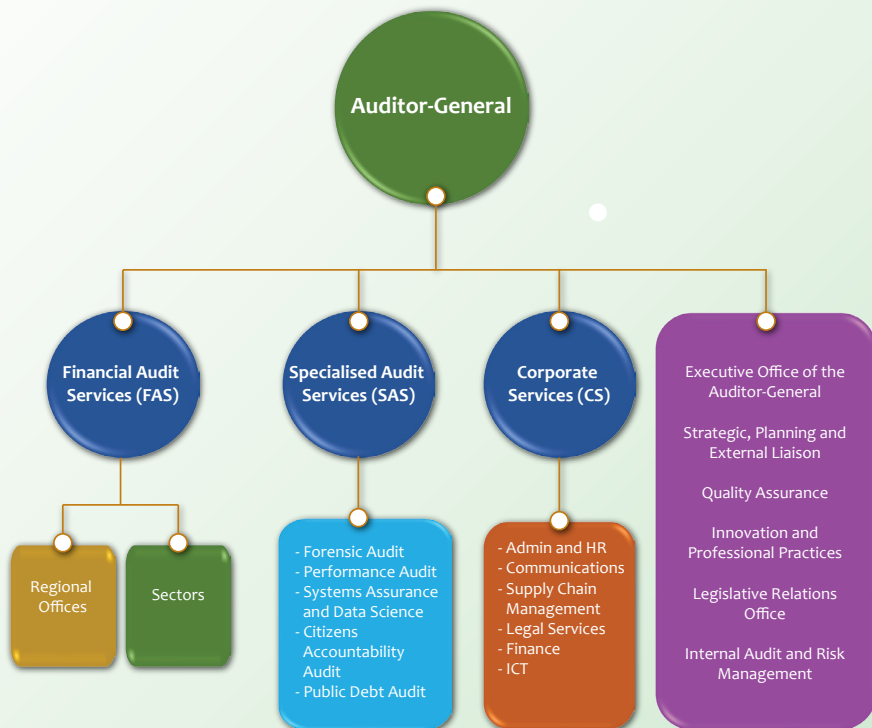 Auditor-General
Financial Audit
Services (FAS)
Specialised Audit
Services (SAS)
Corporate
Services (CS)
Executive Office of the
Auditor-General
Strategic, Planning and
External Liaison
Quality Assurance
Innovation and
Professional Practices
Legislative Relations
Office
Internal Audit and Risk
Management
Regional
Offices
Sectors
- Forensic Audit
- Performance Audit
- Systems Assurance
and Data Science
- Citizens
Accountability
Audit
- Public Debt Audit
- Admin and HR
- Communications
- Supply Chain
Management
- Legal Services
- Finance
- ICT